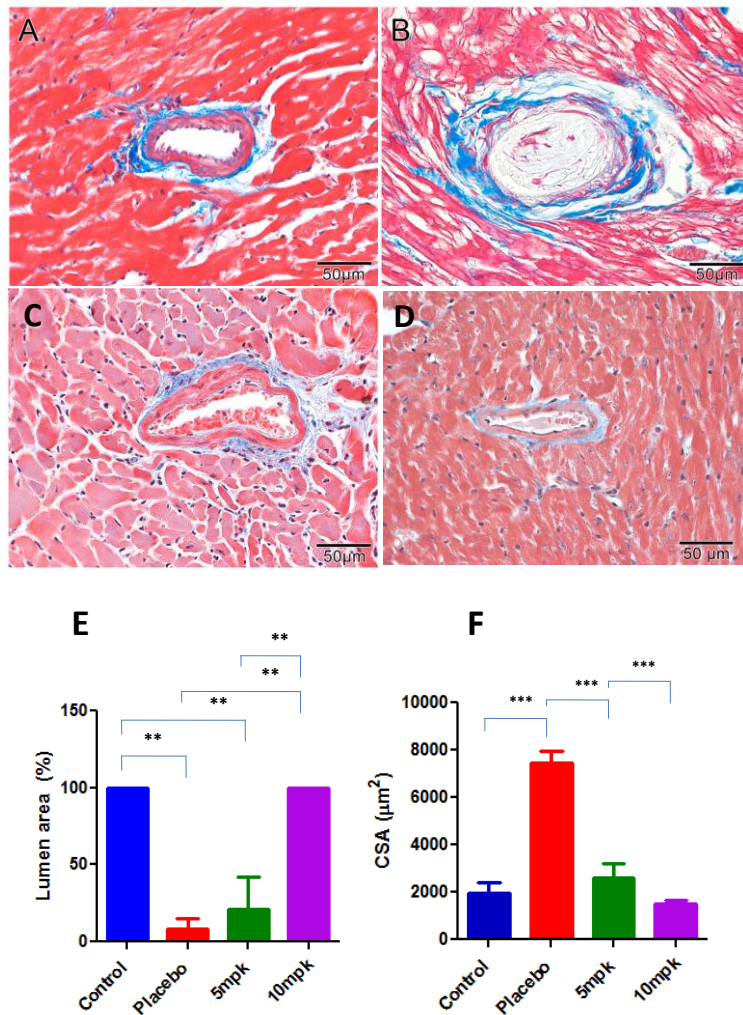 A
B
50µm
50µm
C
D
50µm
50 µm
E
F
**
**
**
**
***
***
***
Lumen area (%)
150
100
50
0
Control
Placebo
5mpk
10mpk
CSA (µm²)
10000
8000
6000
4000
2000
0
Control
Placebo
5mpk
10mpk